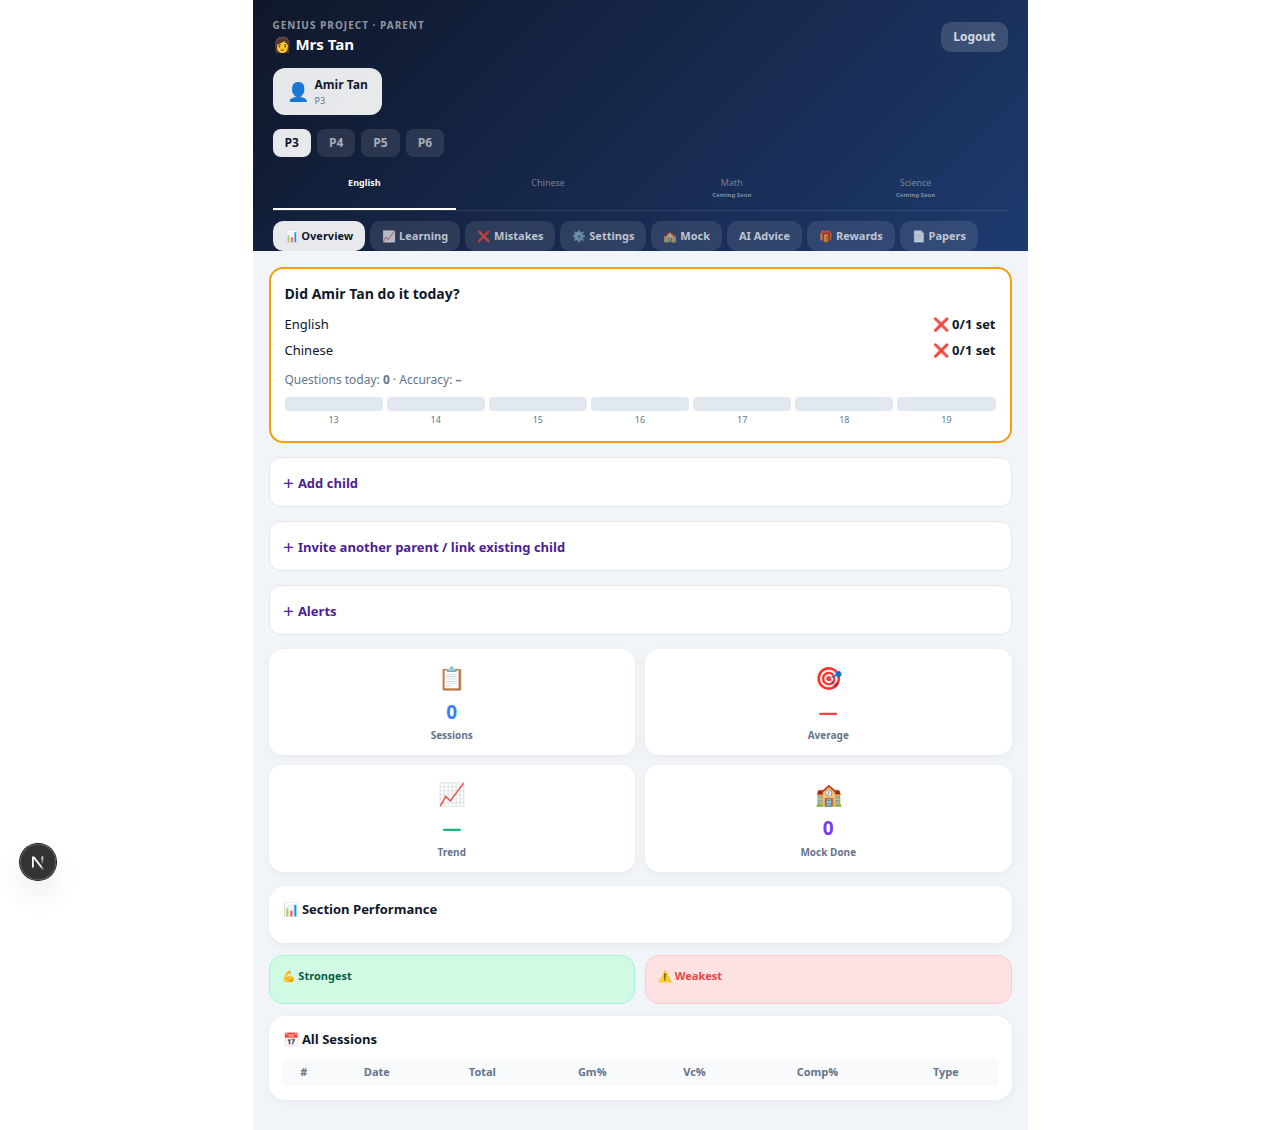 GENIUS PROJECT · PARENT
👩 Mrs Tan
Logout
Amir Tan
P3
P3 P4 P5 P6
English Chinese Math Science
Coming Soon Coming Soon
Overview Learning Mistakes Settings Mock AI Advice Rewards Papers
Did Amir Tan do it today?
English ❌ 0/1 set
Chinese ❌ 0/1 set
Questions today: 0 · Accuracy: –
13 14 15 16 17 18 19
+ Add child
+ Invite another parent / link existing child
+ Alerts
0 —
Sessions Average
— 0
Trend Mock Done
Section Performance
Strongest Weakest
All Sessions
# Date Total Gm% Vc% Comp% Type
N